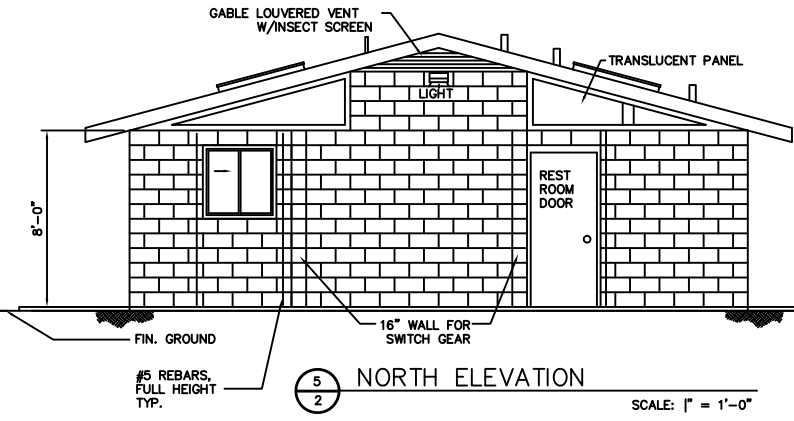 GABLE LOUVERED VENT
W/INSECT SCREEN
TRANSLUCENT PANEL
LIGHT
REST
ROOM
DOOR
8'-0"
16" WALL FOR
SWITCH GEAR
FIN. GROUND
#5 REBARS,
FULL HEIGHT
TYP.
5
2
NORTH ELEVATION
SCALE: 1" = 1'-0"